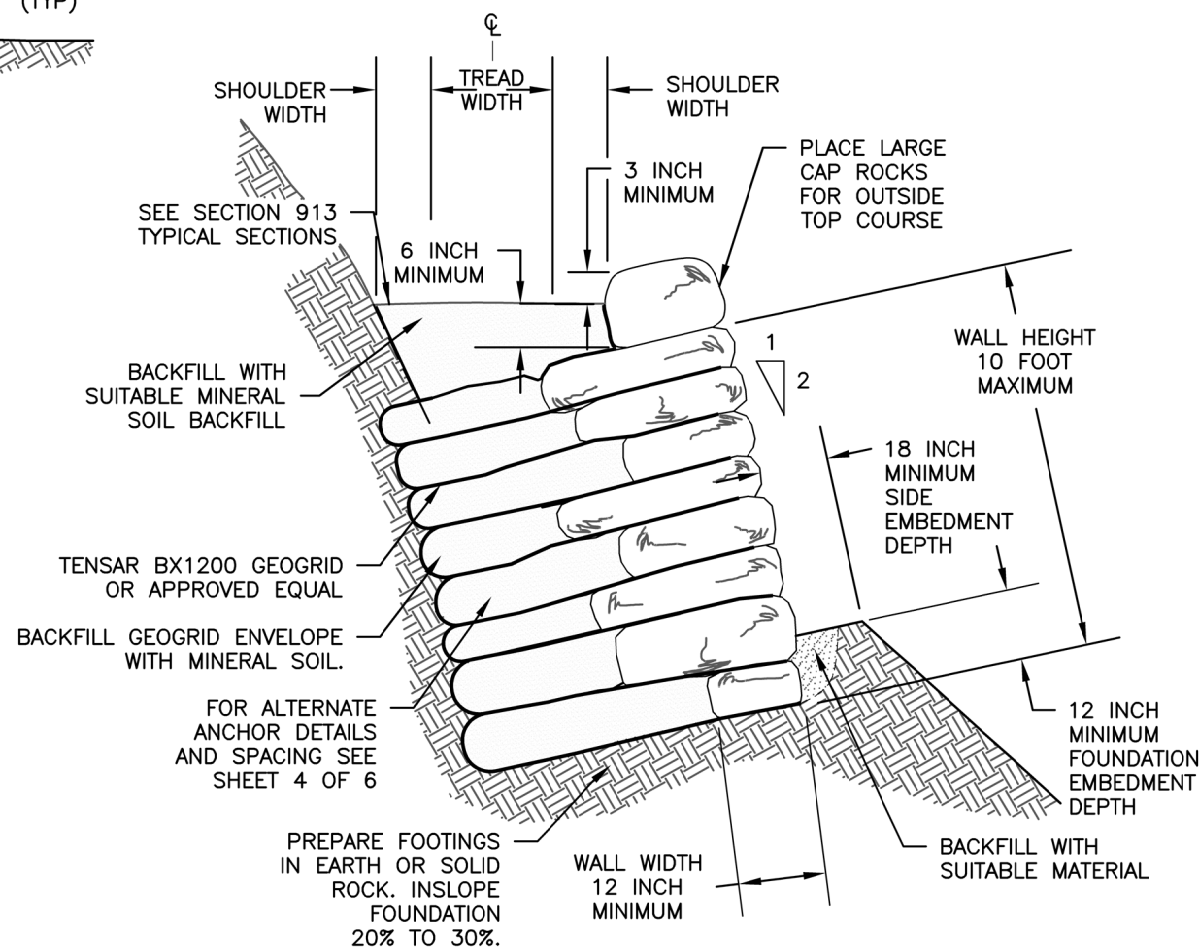 (TYP)
℄
SHOULDER
WIDTH
TREAD
WIDTH
SHOULDER
WIDTH
3 INCH
MINIMUM
PLACE LARGE
CAP ROCKS
FOR OUTSIDE
TOP COURSE
SEE SECTION 913
TYPICAL SECTIONS
6 INCH
MINIMUM
1
2
WALL HEIGHT
10 FOOT
MAXIMUM
BACKFILL WITH
SUITABLE MINERAL
SOIL BACKFILL
18 INCH
MINIMUM
SIDE
EMBEDMENT
DEPTH
TENSAR BX1200 GEOGRID
OR APPROVED EQUAL
BACKFILL GEOGRID ENVELOPE
WITH MINERAL SOIL.
FOR ALTERNATE
ANCHOR DETAILS
AND SPACING SEE
SHEET 4 OF 6
12 INCH
MINIMUM
FOUNDATION
EMBEDMENT
DEPTH
PREPARE FOOTINGS
IN EARTH OR SOLID
ROCK. INSLOPE
FOUNDATION
20% TO 30%.
WALL WIDTH
12 INCH
MINIMUM
BACKFILL WITH
SUITABLE MATERIAL